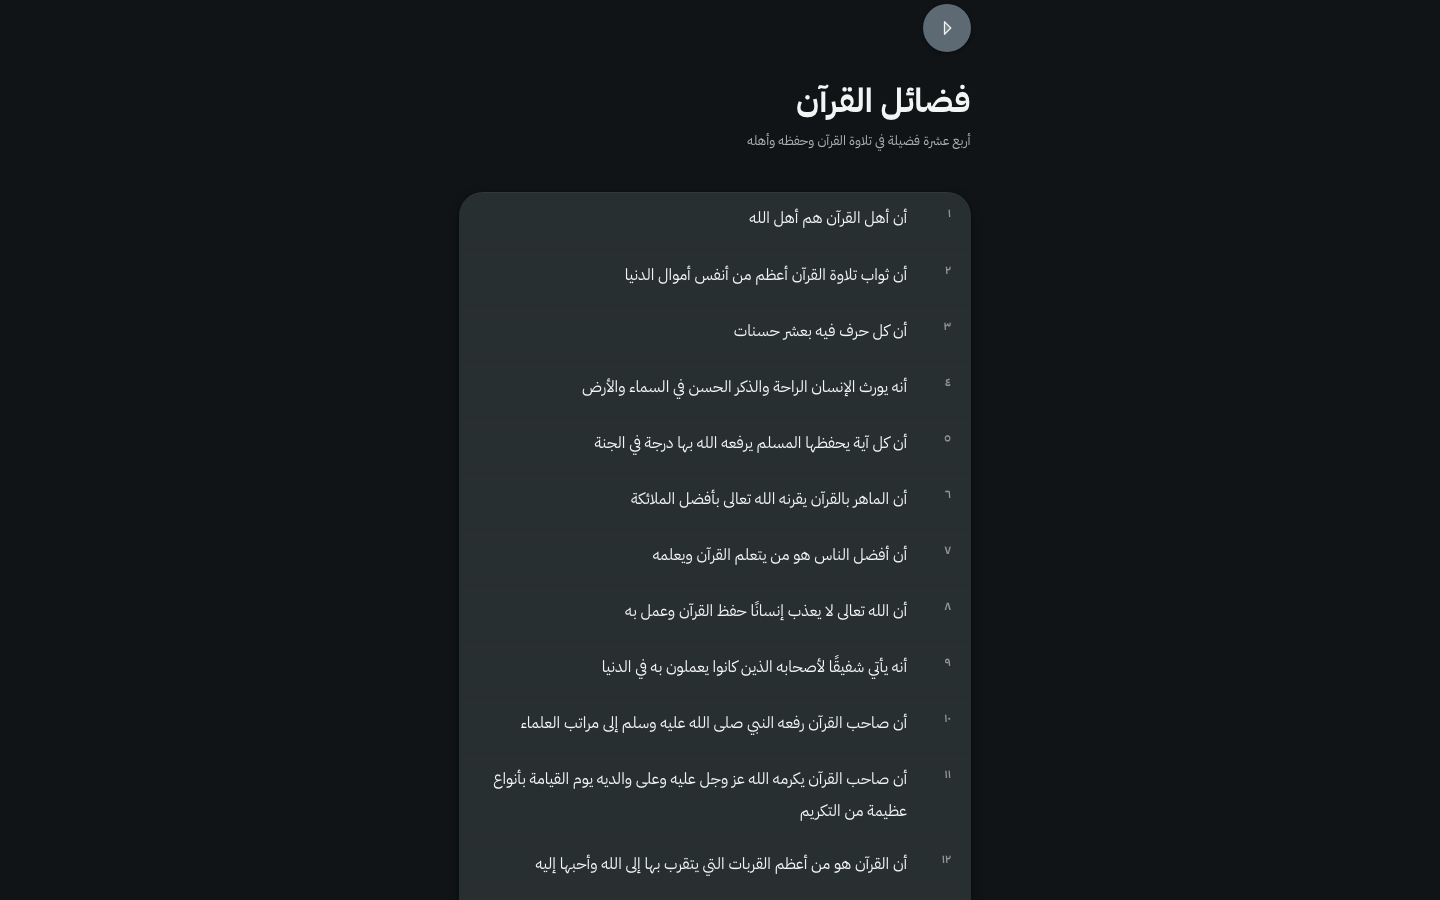 فضائل القرآن
أربع عشرة فضيلة في تلاوة القرآن وحفظه وأهله
١ أن أهل القرآن هم أهل الله
٢ أن ثواب تلاوة القرآن أعظم من أنفس أموال الدنيا
٣ أن كل حرف فيه بعشر حسنات
٤ أنه يورث الإنسان الراحة والذكر الحسن في السماء والأرض
٥ أن كل آية يحفظها المسلم يرفعه الله بها درجة في الجنة
٦ أن الماهر بالقرآن يقرنه الله تعالى بأفضل الملائكة
٧ أن أفضل الناس هو من يتعلم القرآن ويعلمه
٨ أن الله تعالى لا يعذب إنسانًا حفظ القرآن وعمل به
٩ أنه يأتي شفيعًا لأصحابه الذين كانوا يعملون به في الدنيا
١٠ أن صاحب القرآن رفعه النبي صلى الله عليه وسلم إلى مراتب العلماء
١١ أن صاحب القرآن يكرمه الله عز وجل عليه وعلى والديه يوم القيامة بأنواع
عظيمة من التكريم
١٢ أن القرآن هو من أعظم القربات التي يتقرب بها إلى الله وأحبها إليه